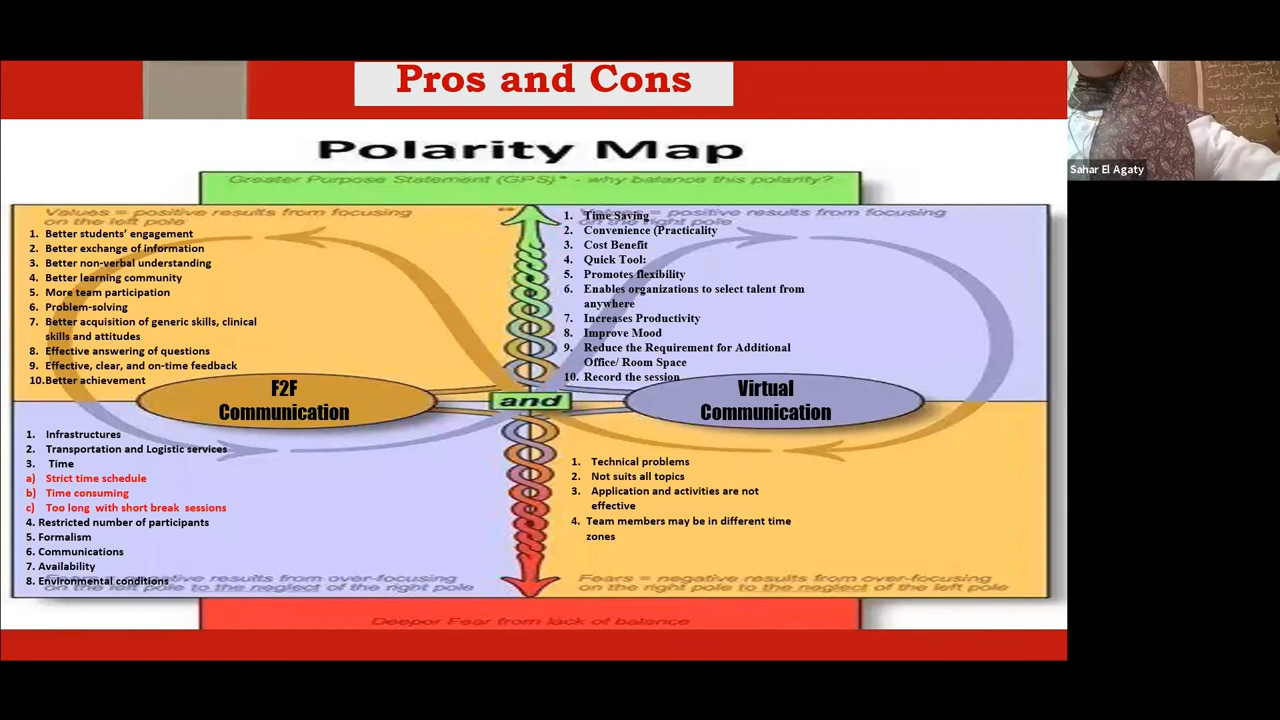 Pros and Cons
Sahar El Agaty
Polarity Map
Greater Purpose Statement (GPS)* - why balance this polarity?
Values = positive results from focusing
on the left pole
1. Better students' engagement
2. Better exchange of information
3. Better non-verbal understanding
4. Better learning community
5. More team participation
6. Problem-solving
7. Better acquisition of generic skills, clinical
skills and attitudes
8. Effective answering of questions
9. Effective, clear, and on-time feedback
10.Better achievement
positive results from focusing
pole
1. Time Saving
2. Convenience (Practicality
3. Cost Benefit
4. Quick Tool:
5. Promotes flexibility
6. Enables organizations to select talent from
anywhere
7. Increases Productivity
8. Improve Mood
9. Reduce the Requirement for Additional
Office/ Room Space
10. Record the session
F2F
Communication
and
Virtual
Communication
1. Infrastructures
2. Transportation and Logistic services
3. Time
a) Strict time schedule
b) Time consuming
c) Too long with short break sessions
4. Restricted number of participants
5. Formalism
6. Communications
7. Availability
8. Environmental conditions
results from over-focusing
on the left pole to the neglect of the right pole
1. Technical problems
2. Not suits all topics
3. Application and activities are not
effective
4. Team members may be in different time
zones
Fears = negative results from over-focusing
on the right pole to the neglect of the left pole
Deeper Fear from lack of balance